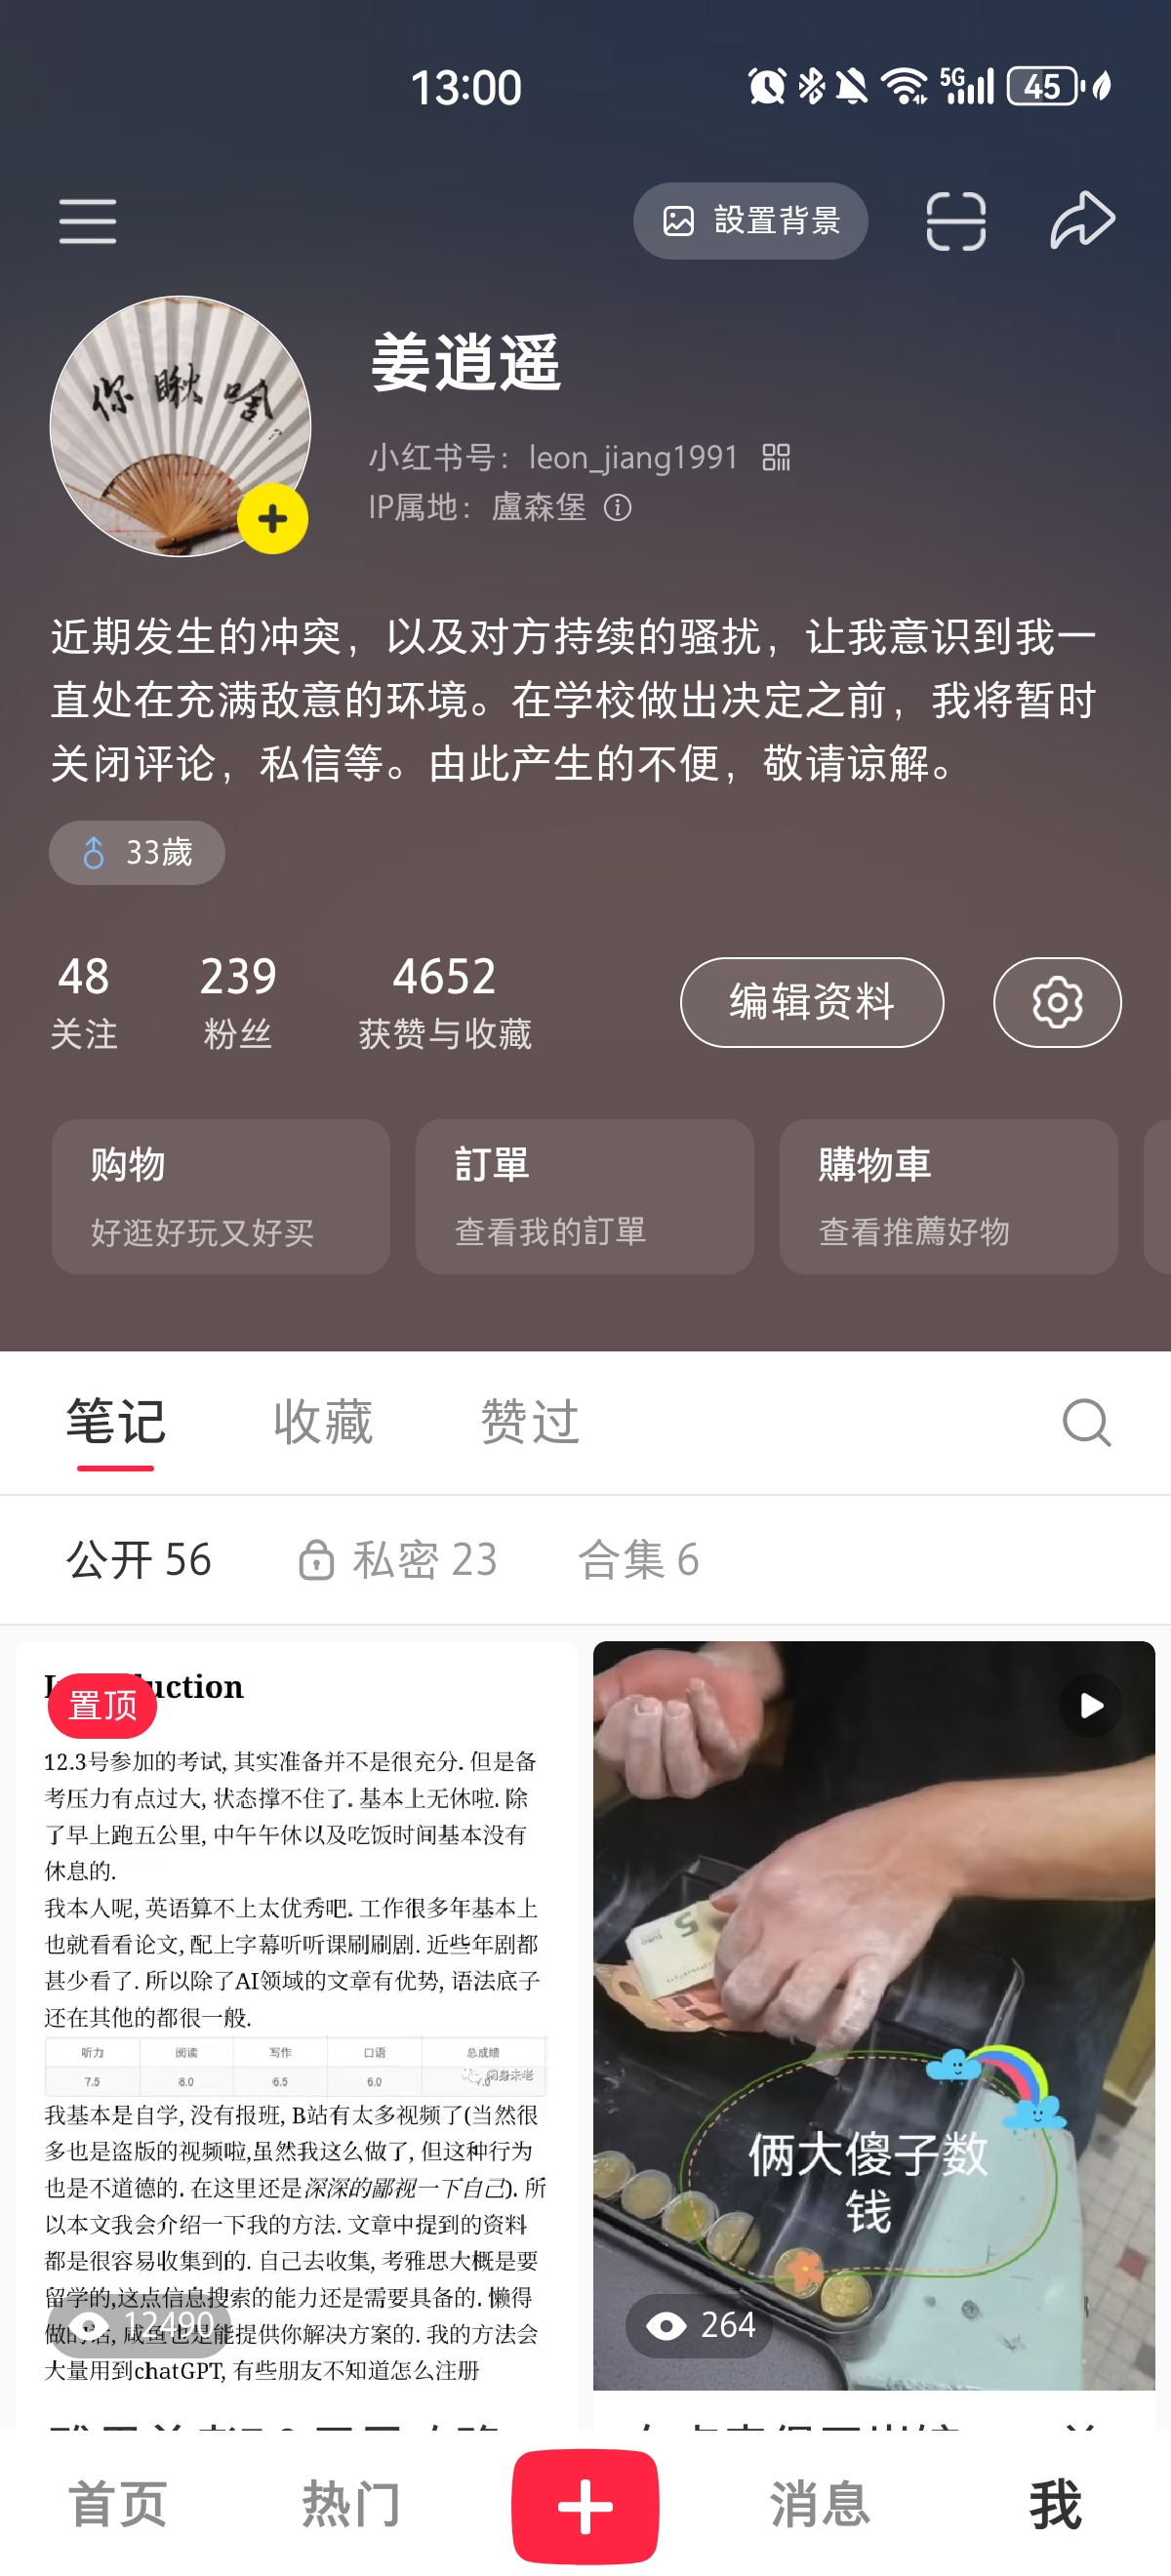 13:00
5G
45
設置背景
你瞅啥
姜逍遥
小红书号：leon_jiang1991
IP属地：盧森堡
近期发生的冲突，以及对方持续的骚扰，让我意识到我一
直处在充满敌意的环境。在学校做出决定之前，我将暂时
关闭评论，私信等。由此产生的不便，敬请谅解。
33歲
48 239 4652
关注 粉丝 获赞与收藏
编辑资料
购物 訂單 購物車
好逛好玩又好买 查看我的訂單 查看推薦好物
笔记 收藏 赞过
公开 56 私密 23 合集 6
置顶
uction
12.3号参加的考试, 其实准备并不是很充分. 但是备
考压力有点过大, 状态撑不住了. 基本上无休啦. 除
了早上跑五公里, 中午午休以及吃饭时间基本没有
休息的.
我本人呢, 英语算不上太优秀吧. 工作很多年基本上
也就看看论文, 配上字幕听听课刷刷剧. 近些年剧都
甚少看了. 所以除了AI领域的文章有优势, 语法底子
还在其他的都很一般.
听力 阅读 写作 口语 总成绩
7.5 8.0 6.5 6.0 7.0
我基本是自学, 没有报班, B站有太多视频了(当然很
多也是盗版的视频啦,虽然我这么做了, 但这种行为
也是不道德的. 在这里还是深深的鄙视一下自己). 所
以本文我会介绍一下我的方法. 文章中提到的资料
都是很容易收集到的. 自己去收集, 考雅思大概是要
留学的,这点信息搜索的能力还是需要具备的. 懒得
做的话, 咸鱼也是能提供你解决方案的. 我的方法会
大量用到chatGPT, 有些朋友不知道怎么注册
12490
5
俩大傻子数
钱
264
首页 热门 消息 我